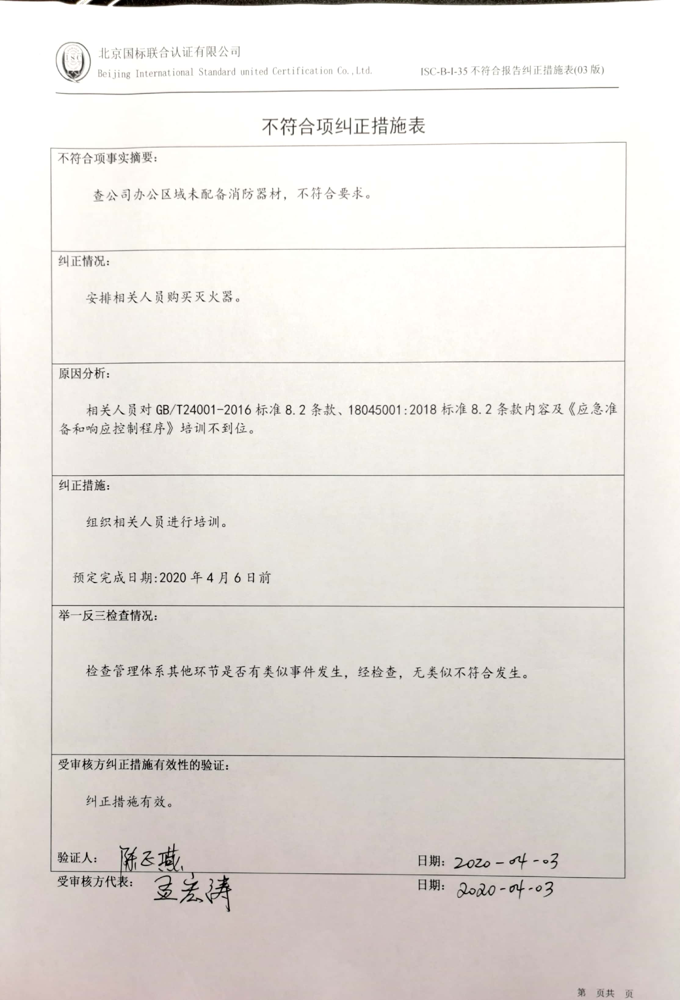 ISC
北京国标联合认证有限公司
Beijing International Standard united Certification Co.,Ltd.
ISC-B-I-35 不符合报告纠正措施表(03 版)
不符合项纠正措施表
不符合项事实摘要：
查公司办公区域未配备消防器材，不符合要求。
纠正情况：
安排相关人员购买灭火器。
原因分析：
相关人员对 GB/T24001-2016 标准 8.2 条款、18045001:2018 标准 8.2 条款内容及《应急准
备和响应控制程序》培训不到位。
纠正措施：
组织相关人员进行培训。
预定完成日期:2020 年 4 月 6 日前
举一反三检查情况：
检查管理体系其他环节是否有类似事件发生，经检查，无类似不符合发生。
受审核方纠正措施有效性的验证：
纠正措施有效。
验证人：
日期：2020-04-03
受审核方代表：孟宏涛
日期：2020-04-03
第 页共 页